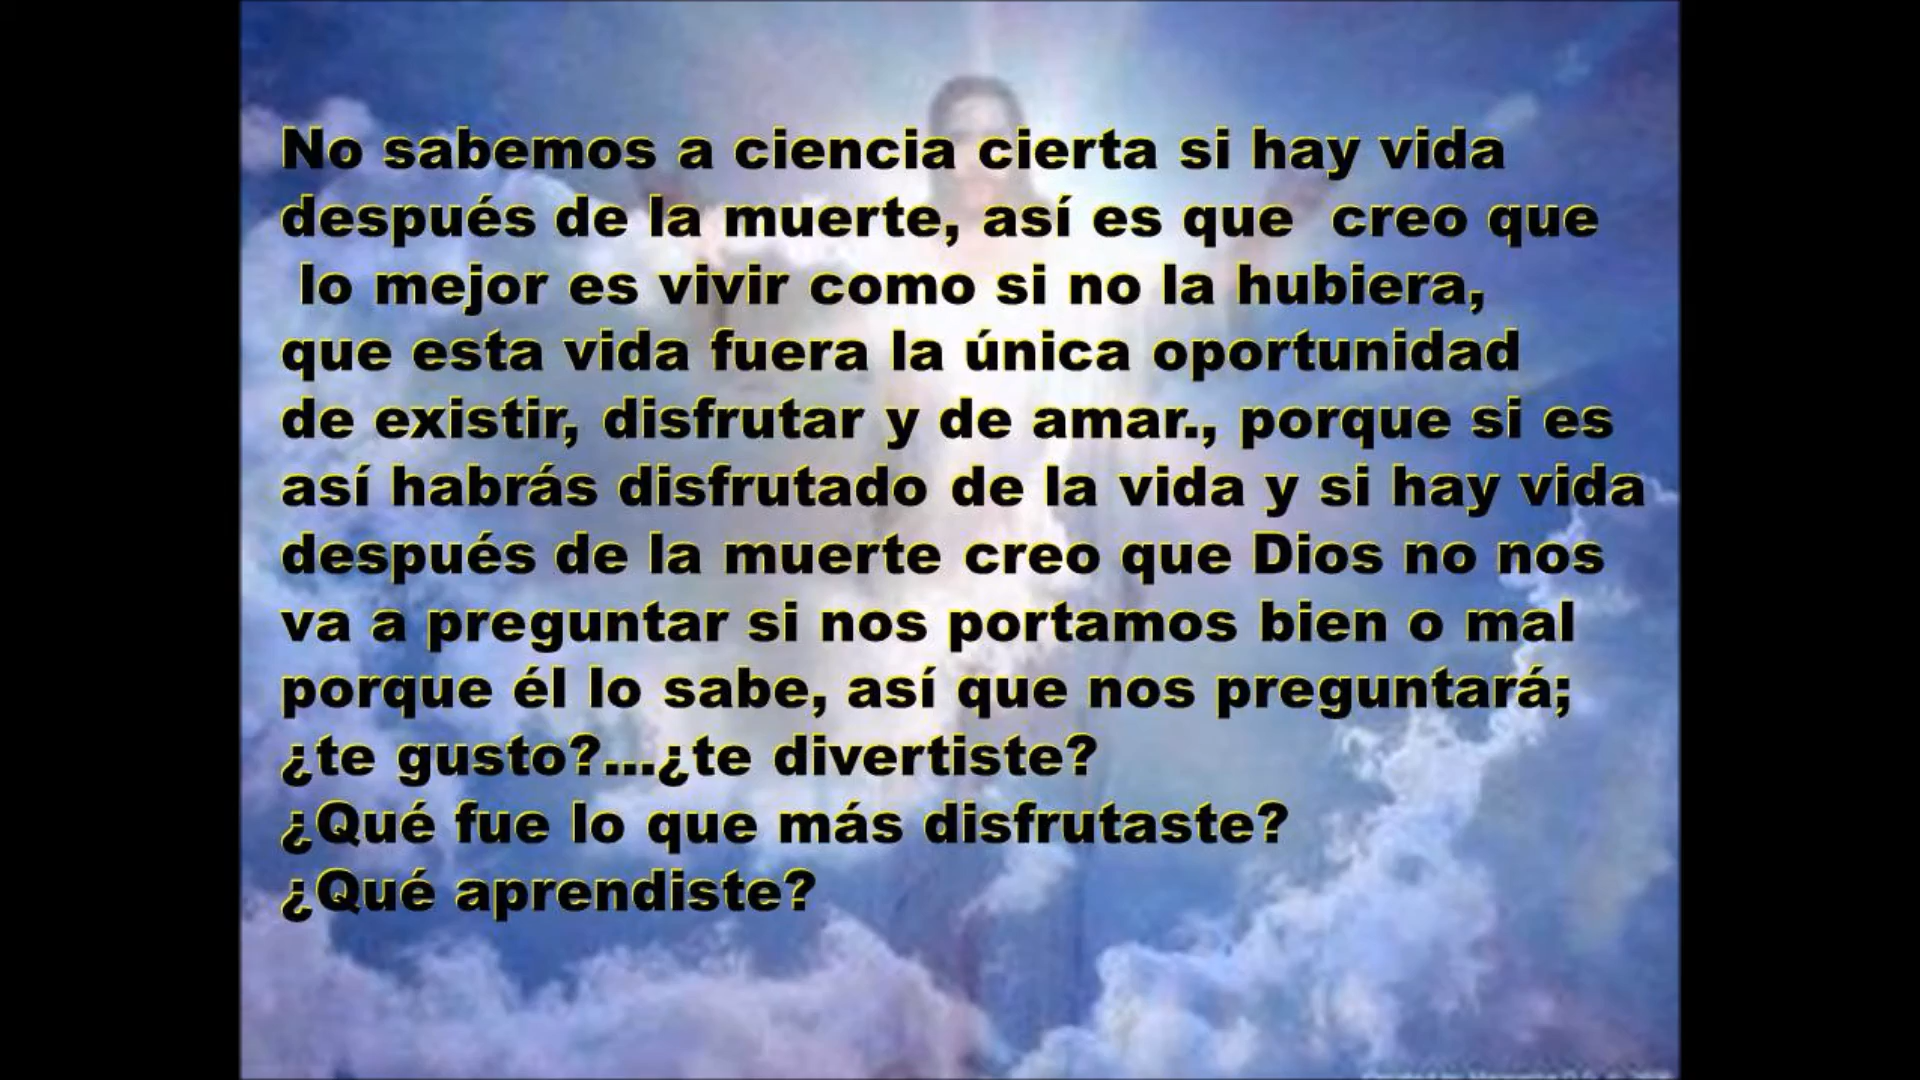 No sabemos a ciencia cierta si hay vida
después de la muerte, así es que creo que
lo mejor es vivir como si no la hubiera,
que esta vida fuera la única oportunidad
de existir, disfrutar y de amar., porque si es
así habrás disfrutado de la vida y si hay vida
después de la muerte creo que Dios no nos
va a preguntar si nos portamos bien o mal
porque él lo sabe, así que nos preguntará;
¿te gusto?...¿te divertiste?
¿Qué fue lo que más disfrutaste?
¿Qué aprendiste?